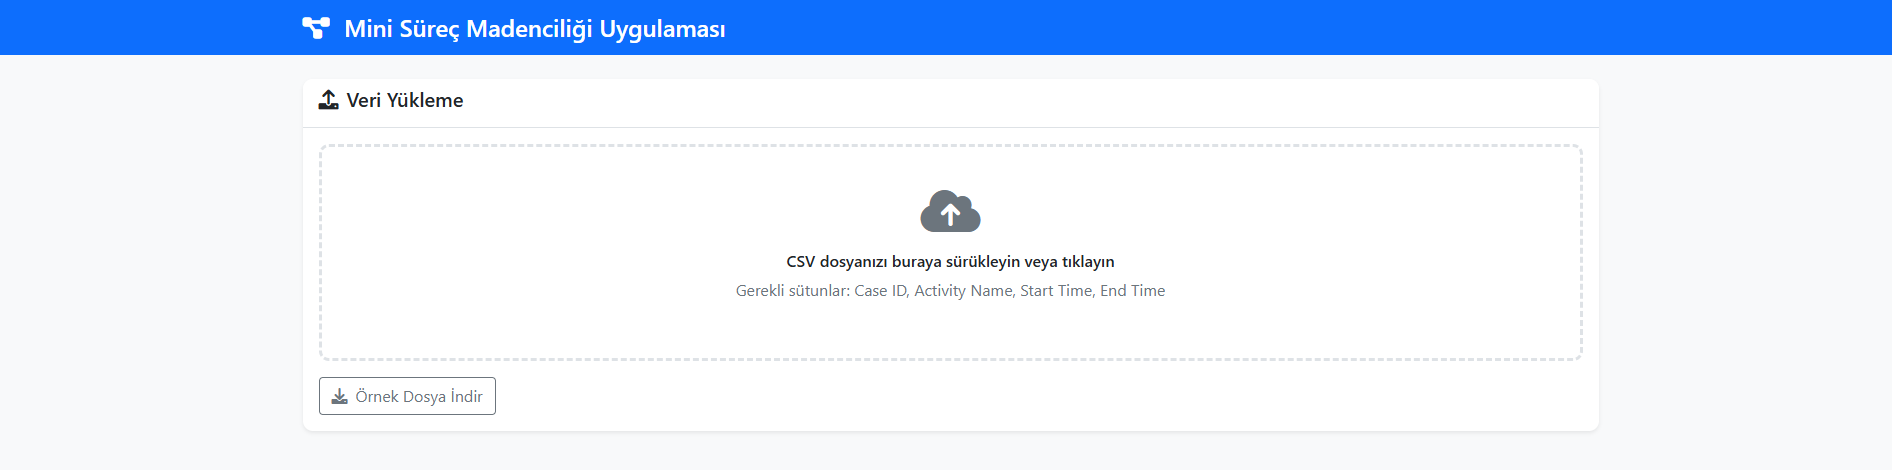 Mini Süreç Madenciliği Uygulaması
Veri Yükleme
CSV dosyanızı buraya sürükleyin veya tıklayın
Gerekli sütunlar: Case ID, Activity Name, Start Time, End Time
Örnek Dosya İndir